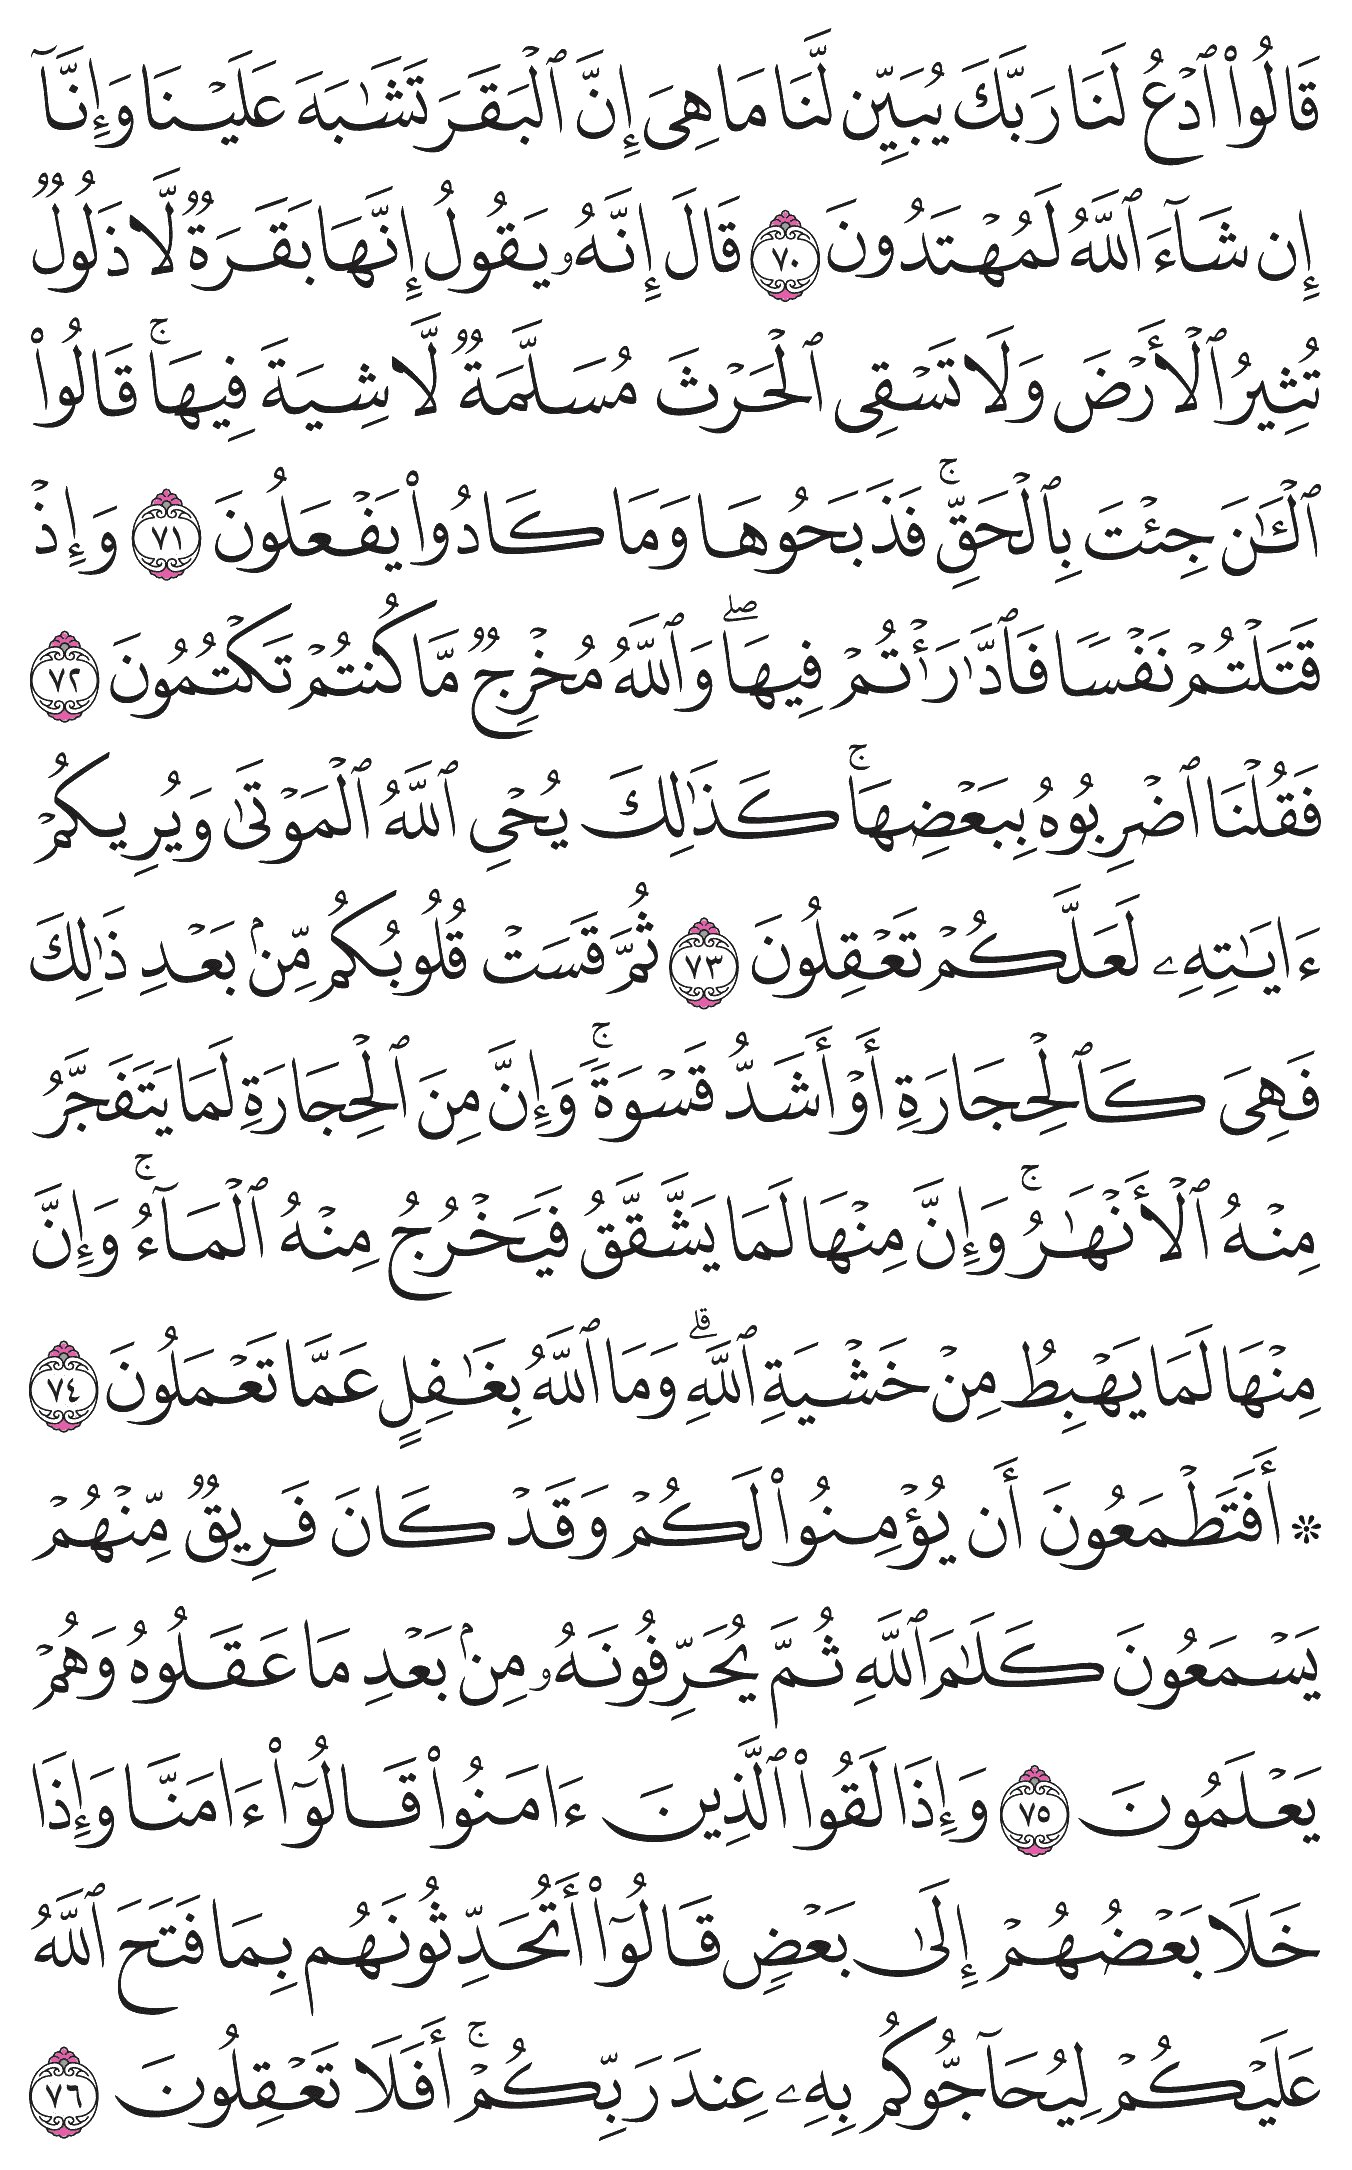 قَالُوا۟ ٱدْعُ لَنَا رَبَّكَ يُبَيِّن لَّنَا مَا هِىَ إِنَّ ٱلْبَقَرَ تَشَـٰبَهَ عَلَيْنَا وَإِنَّآ
إِن شَآءَ ٱللَّهُ لَمُهْتَدُونَ ٧٠ قَالَ إِنَّهُۥ يَقُولُ إِنَّهَا بَقَرَةٌ لَّا ذَلُولٌ
تُثِيرُ ٱلْأَرْضَ وَلَا تَسْقِى ٱلْحَرْثَ مُسَلَّمَةٌ لَّا شِيَةَ فِيهَا ۚ قَالُوا۟
ٱلْـَٔـٰنَ جِئْتَ بِٱلْحَقِّ ۚ فَذَبَحُوهَا وَمَا كَادُوا۟ يَفْعَلُونَ ٧١ وَإِذْ
قَتَلْتُمْ نَفْسًا فَٱدَّٰرَْٰٔتُمْ فِيهَا ۖ وَٱللَّهُ مُخْرِجٌ مَّا كُنتُمْ تَكْتُمُونَ ٧٢
فَقُلْنَا ٱضْرِبُوهُ بِبَعْضِهَا ۚ كَذَٰلِكَ يُحْىِ ٱللَّهُ ٱلْمَوْتَىٰ وَيُرِيكُمْ
ءَايَـٰتِهِۦ لَعَلَّكُمْ تَعْقِلُونَ ٧٣ ثُمَّ قَسَتْ قُلُوبُكُم مِّنۢ بَعْدِ ذَٰلِكَ
فَهِىَ كَٱلْحِجَارَةِ أَوْ أَشَدُّ قَسْوَةً ۚ وَإِنَّ مِنَ ٱلْحِجَارَةِ لَمَا يَتَفَجَّرُ
مِنْهُ ٱلْأَنْهَـٰرُ ۚ وَإِنَّ مِنْهَا لَمَا يَشَّقَّقُ فَيَخْرُجُ مِنْهُ ٱلْمَآءُ ۚ وَإِنَّ
مِنْهَا لَمَا يَهْبِطُ مِنْ خَشْيَةِ ٱللَّهِ ۗ وَمَا ٱللَّهُ بِغَـٰفِلٍ عَمَّا تَعْمَلُونَ ٧٤
۞ أَفَتَطْمَعُونَ أَن يُؤْمِنُوا۟ لَكُمْ وَقَدْ كَانَ فَرِيقٌ مِّنْهُمْ
يَسْمَعُونَ كَلَـٰمَ ٱللَّهِ ثُمَّ يُحَرِّفُونَهُۥ مِنۢ بَعْدِ مَا عَقَلُوهُ وَهُمْ
يَعْلَمُونَ ٧٥ وَإِذَا لَقُوا۟ ٱلَّذِينَ ءَامَنُوا۟ قَالُوٓا۟ ءَامَنَّا وَإِذَا
خَلَا بَعْضُهُمْ إِلَىٰ بَعْضٍ قَالُوٓا۟ أَتُحَدِّثُونَهُم بِمَا فَتَحَ ٱللَّهُ
عَلَيْكُمْ لِيُحَآجُّوكُم بِهِۦ عِندَ رَبِّكُمْ ۚ أَفَلَا تَعْقِلُونَ ٧٦